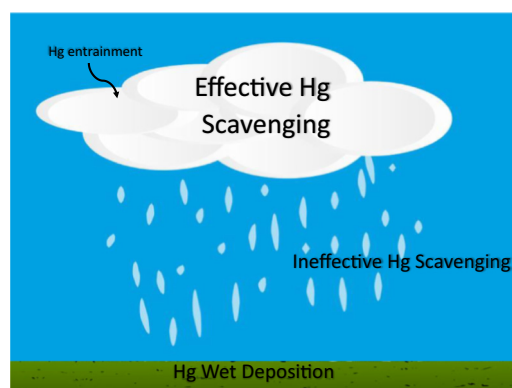 Hg entrainment
Effective Hg
Scavenging
Ineffective Hg Scavenging
Hg Wet Deposition